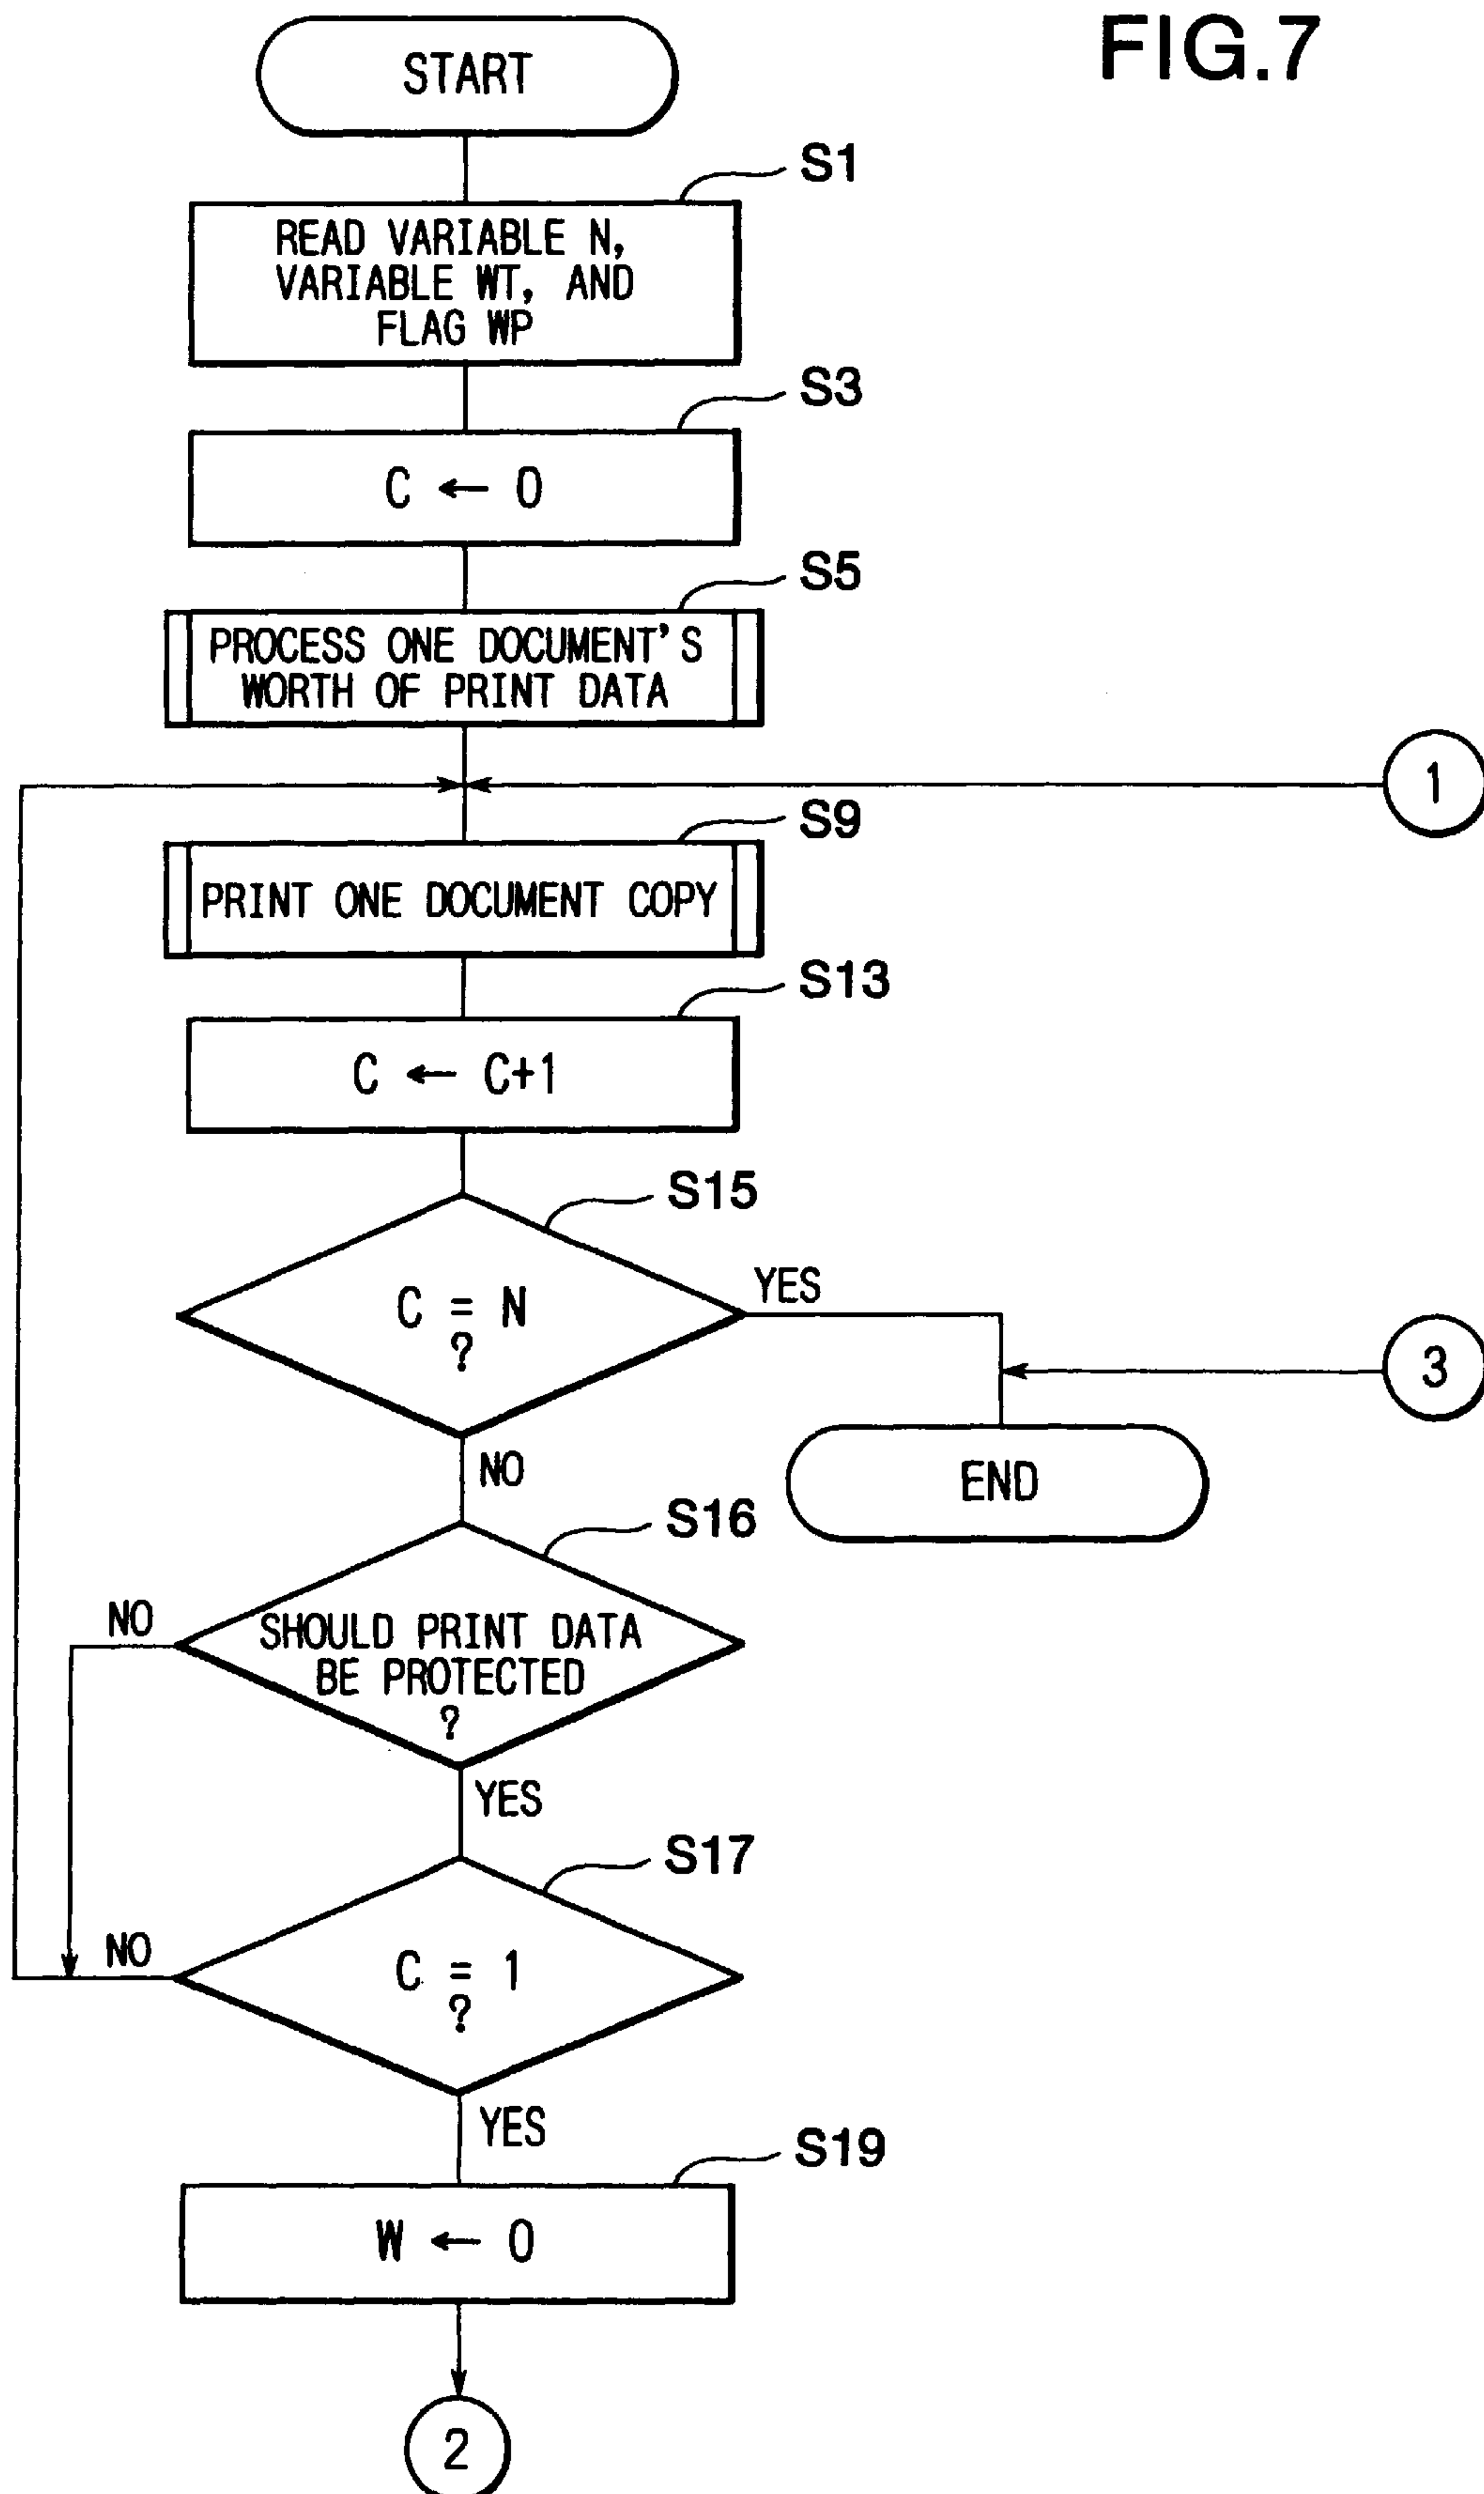 FIG.7
START
S1
READ VARIABLE N,
VARIABLE WT, AND
FLAG WP
S3
C ← 0
S5
PROCESS ONE DOCUMENT'S
WORTH OF PRINT DATA
1
S9
PRINT ONE DOCUMENT COPY
S13
C ← C+1
S15
C = N
?
YES
3
NO
END
S16
NO
SHOULD PRINT DATA
BE PROTECTED
?
YES
S17
NO
C = 1
?
YES
S19
W ← 0
2